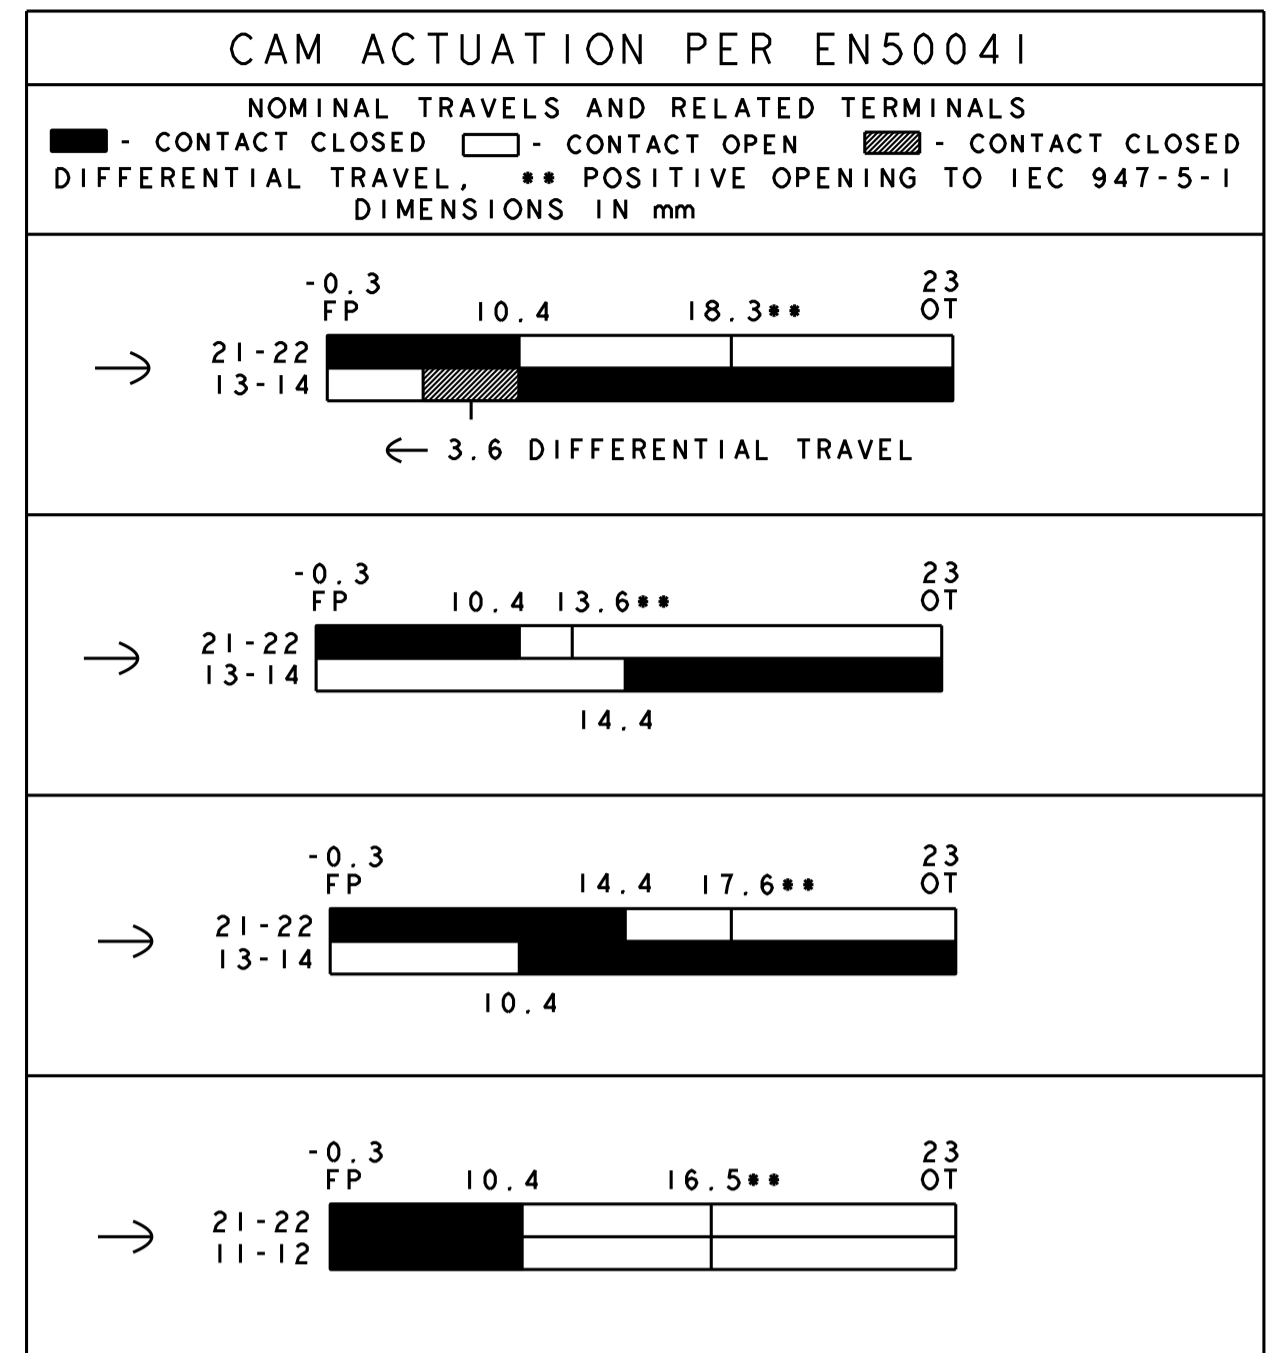 CAM ACTUATION PER EN50041
NOMINAL TRAVELS AND RELATED TERMINALS
- CONTACT CLOSED - CONTACT OPEN - CONTACT CLOSED
DIFFERENTIAL TRAVEL, ** POSITIVE OPENING TO IEC 947-5-1
DIMENSIONS IN mm
-0.3 23
FP 10.4 18.3** OT
21-22
13-14
← 3.6 DIFFERENTIAL TRAVEL
-0.3 23
FP 10.4 13.6** OT
21-22
13-14
14.4
-0.3 23
FP 14.4 17.6** OT
21-22
13-14
10.4
-0.3 23
FP 10.4 16.5** OT
21-22
11-12